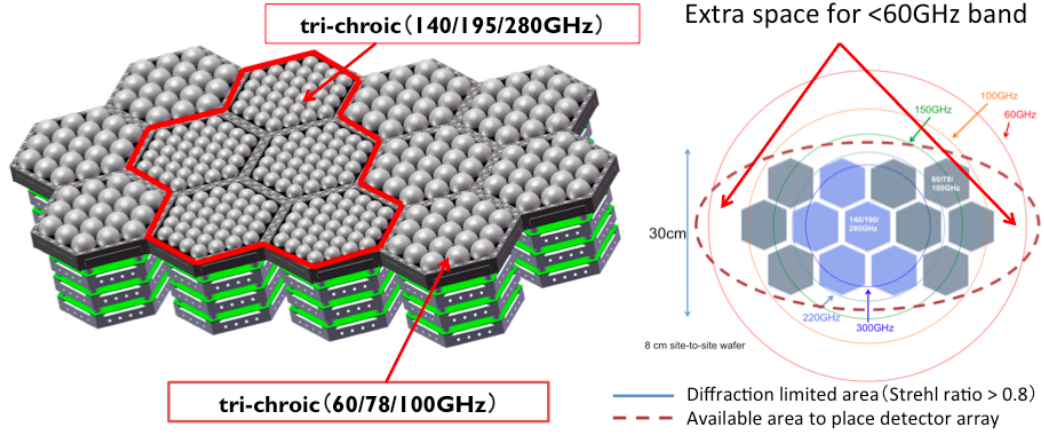 tri-chroic(140/195/280GHz)
tri-chroic(60/78/100GHz)
Extra space for <60GHz band
150GHz
100GHz
60GHz
60/78/
100GHz
140/190/
280GHz
30cm
220GHz
300GHz
8 cm site-to-site wafer
Diffraction limited area(Strehl ratio > 0.8)
Available area to place detector array